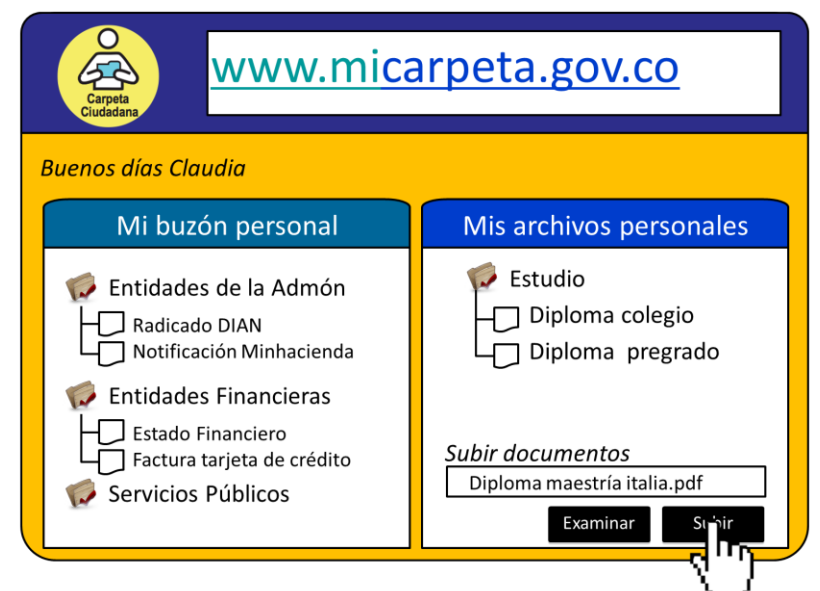 Carpeta
Ciudadana
www.micarpeta.gov.co
Buenos días Claudia
Mi buzón personal
Entidades de la Admón
Radicado DIAN
Notificación Minhacienda
Entidades Financieras
Estado Financiero
Factura tarjeta de crédito
Servicios Públicos
Mis archivos personales
Estudio
Diploma colegio
Diploma pregrado
Subir documentos
Diploma maestría italia.pdf
Examinar
Subir